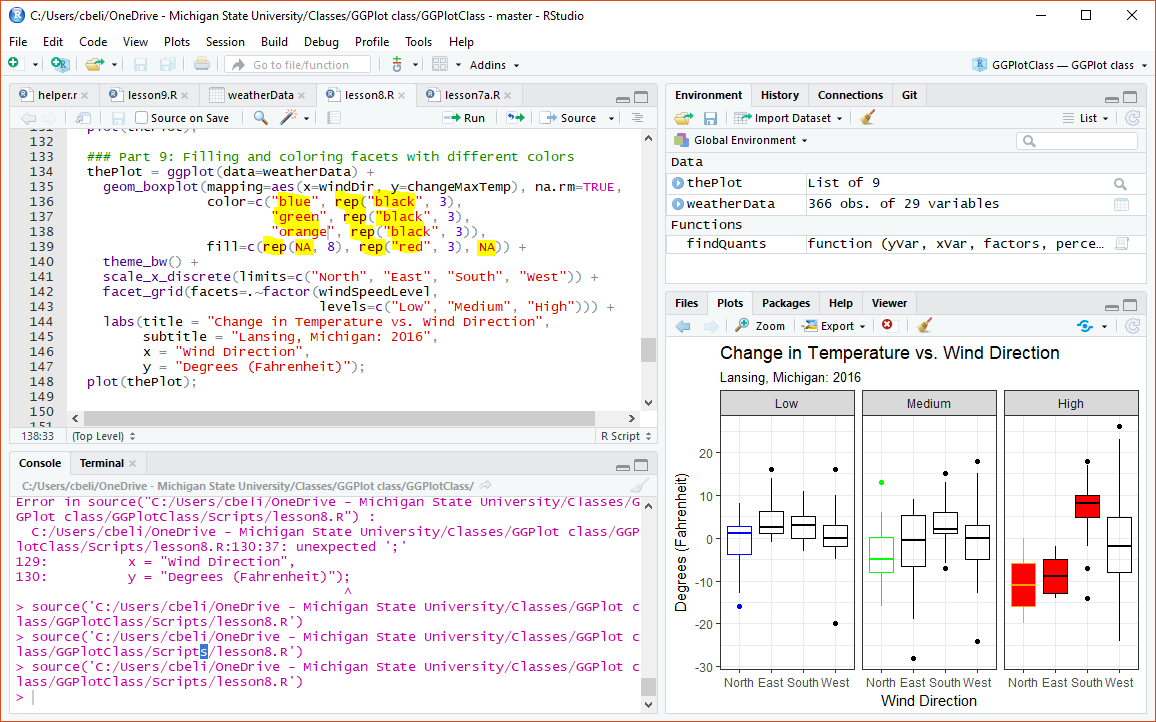 C:/Users/cbeli/OneDrive - Michigan State University/Classes/GGPlot class/GGPlotClass - master - RStudio
File Edit Code View Plots Session Build Debug Profile Tools Help
Go to file/function Addins GGPlotClass — GGPlot class
helper.r lesson9.R weatherData lesson8.R lesson7a.R
Source on Save Run Source
131 plot(thePlot);
132
133 ### Part 9: Filling and coloring facets with different colors
134 thePlot = ggplot(data=weatherData) +
135 geom_boxplot(mapping=aes(x=windDir, y=changeMaxTemp), na.rm=TRUE,
136 color=c("blue", rep("black", 3),
137 "green", rep("black", 3),
138 "orange", rep("black", 3)),
139 fill=c(rep(NA, 8), rep("red", 3), NA)) +
140 theme_bw() +
141 scale_x_discrete(limits=c("North", "East", "South", "West")) +
142 facet_grid(facets=.~factor(windSpeedLevel,
143 levels=c("Low", "Medium", "High"))) +
144 labs(title = "Change in Temperature vs. Wind Direction",
145 subtitle = "Lansing, Michigan: 2016",
146 x = "Wind Direction",
147 y = "Degrees (Fahrenheit)");
148 plot(thePlot);
149
150
151
138:33 (Top Level) R Script
Console Terminal
C:/Users/cbeli/OneDrive - Michigan State University/Classes/GGPlot class/GGPlotClass/
Error in source("C:/Users/cbeli/OneDrive - Michigan State University/Classes/G
GPlot class/GGPlotClass/Scripts/lesson8.R") :
C:/Users/cbeli/OneDrive - Michigan State University/Classes/GGPlot class/GGP
lotClass/Scripts/lesson8.R:130:37: unexpected ';'
129: x = "Wind Direction",
130: y = "Degrees (Fahrenheit)");
^
> source('C:/Users/cbeli/OneDrive - Michigan State University/Classes/GGPlot c
lass/GGPlotClass/Scripts/lesson8.R')
> source('C:/Users/cbeli/OneDrive - Michigan State University/Classes/GGPlot c
lass/GGPlotClass/Scripts/lesson8.R')
> source('C:/Users/cbeli/OneDrive - Michigan State University/Classes/GGPlot c
lass/GGPlotClass/Scripts/lesson8.R')
>
Environment History Connections Git
Import Dataset List
Global Environment
Data
thePlot List of 9
weatherData 366 obs. of 29 variables
Functions
findQuants function (yVar, xVar, factors, perce…
Files Plots Packages Help Viewer
Zoom Export
Change in Temperature vs. Wind Direction
Lansing, Michigan: 2016
Low Medium High
Degrees (Fahrenheit)
20
10
0
-10
-20
-30
North East South West North East South West North East South West
Wind Direction